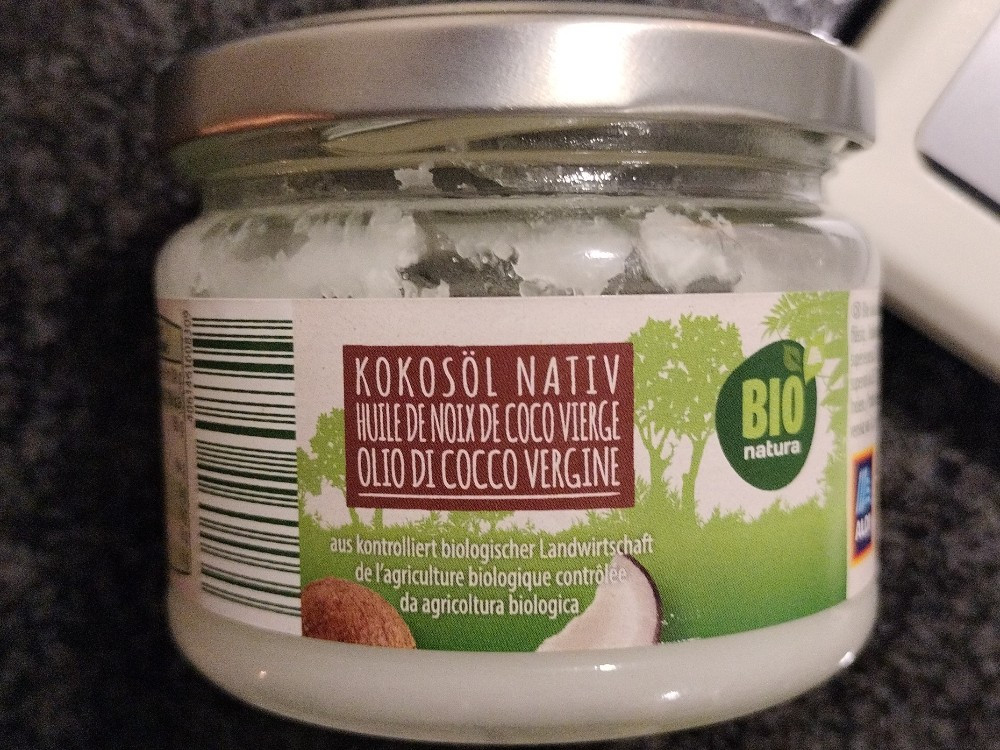 KOKOSÖL NATIV
HUILE DE NOIX DE COCO VIERGE
OLIO DI COCCO VERGINE
aus kontrolliert biologischer Landwirtschaft
de l'agriculture biologique contrôlée
da agricoltura biologica
BIO
natura